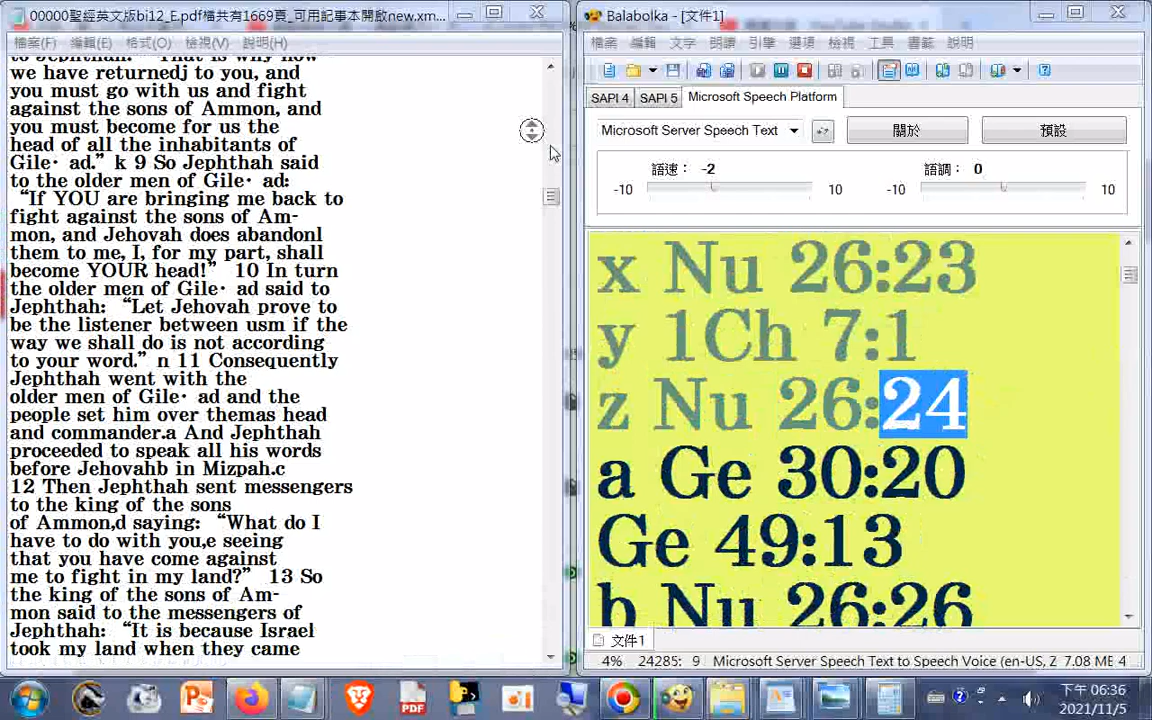 00000聖經英文版bi12_E.pdf檔共有1669頁_可用記事本開啟new.xm...
檔案(F) 編輯(E) 格式(O) 檢視(V) 說明(H)
to Jephthah: “That is why now
we have returnedj to you, and
you must go with us and fight
against the sons of Ammon, and
you must become for us the
head of all the inhabitants of
Gile· ad.” k 9 So Jephthah said
to the older men of Gile· ad:
“If YOU are bringing me back to
fight against the sons of Am-
mon, and Jehovah does abandonl
them to me, I, for my part, shall
become YOUR head!” 10 In turn
the older men of Gile· ad said to
Jephthah: “Let Jehovah prove to
be the listener between usm if the
way we shall do is not according
to your word.” n 11 Consequently
Jephthah went with the
older men of Gile· ad and the
people set him over themas head
and commander.a And Jephthah
proceeded to speak all his words
before Jehovahb in Mizpah.c
12 Then Jephthah sent messengers
to the king of the sons
of Ammon,d saying: “What do I
have to do with you,e seeing
that you have come against
me to fight in my land?” 13 So
the king of the sons of Am-
mon said to the messengers of
Jephthah: “It is because Israel
took my land when they came
Balabolka - [文件1]
檔案 編輯 文字 朗讀 引擎 選項 檢視 工具 書籤 說明
SAPI 4 SAPI 5 Microsoft Speech Platform
Microsoft Server Speech Text 關於 預設
語速： -2 語調： 0
-10 10 -10 10
x Nu 26:23
y 1Ch 7:1
z Nu 26:24
a Ge 30:20
Ge 49:13
b Nu 26:26
文件1
4% 24285: 9 Microsoft Server Speech Text to Speech Voice (en-US, Z 7.08 ME 4
PDF
下午 06:36
2021/11/5